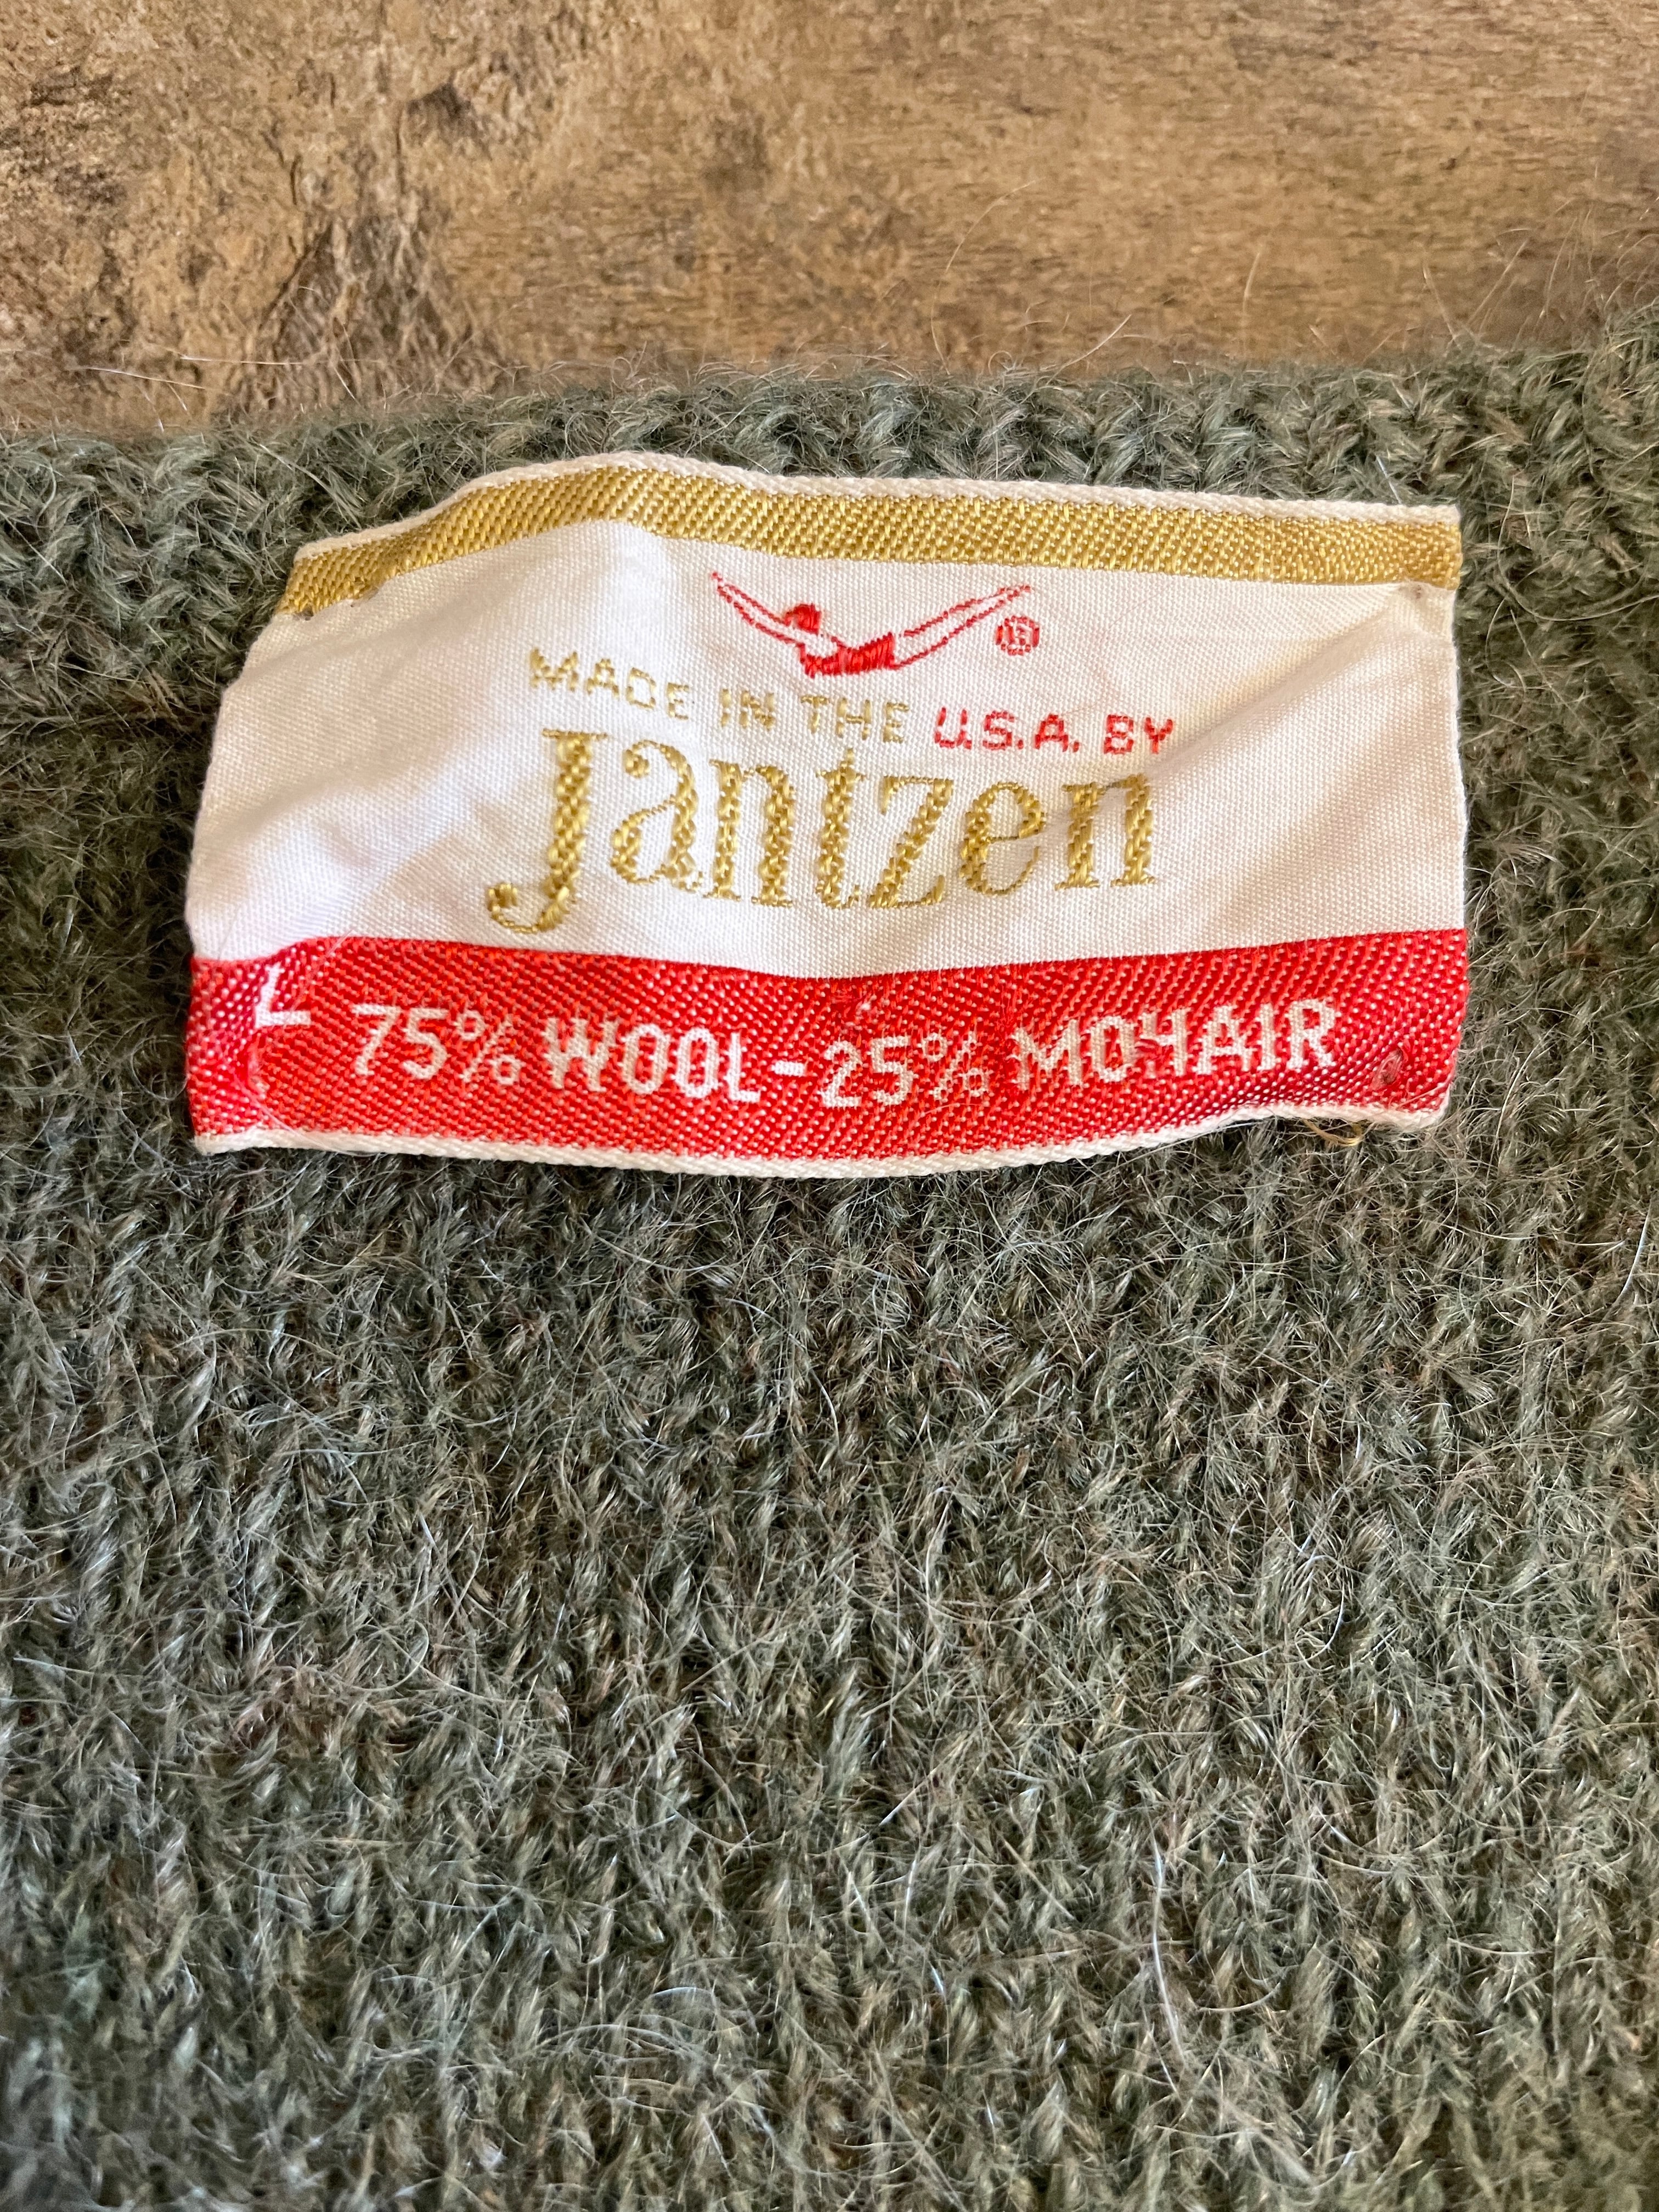 ®
MADE IN THE U.S.A. BY
Jantzen
L 75% WOOL-25% MOHAIR